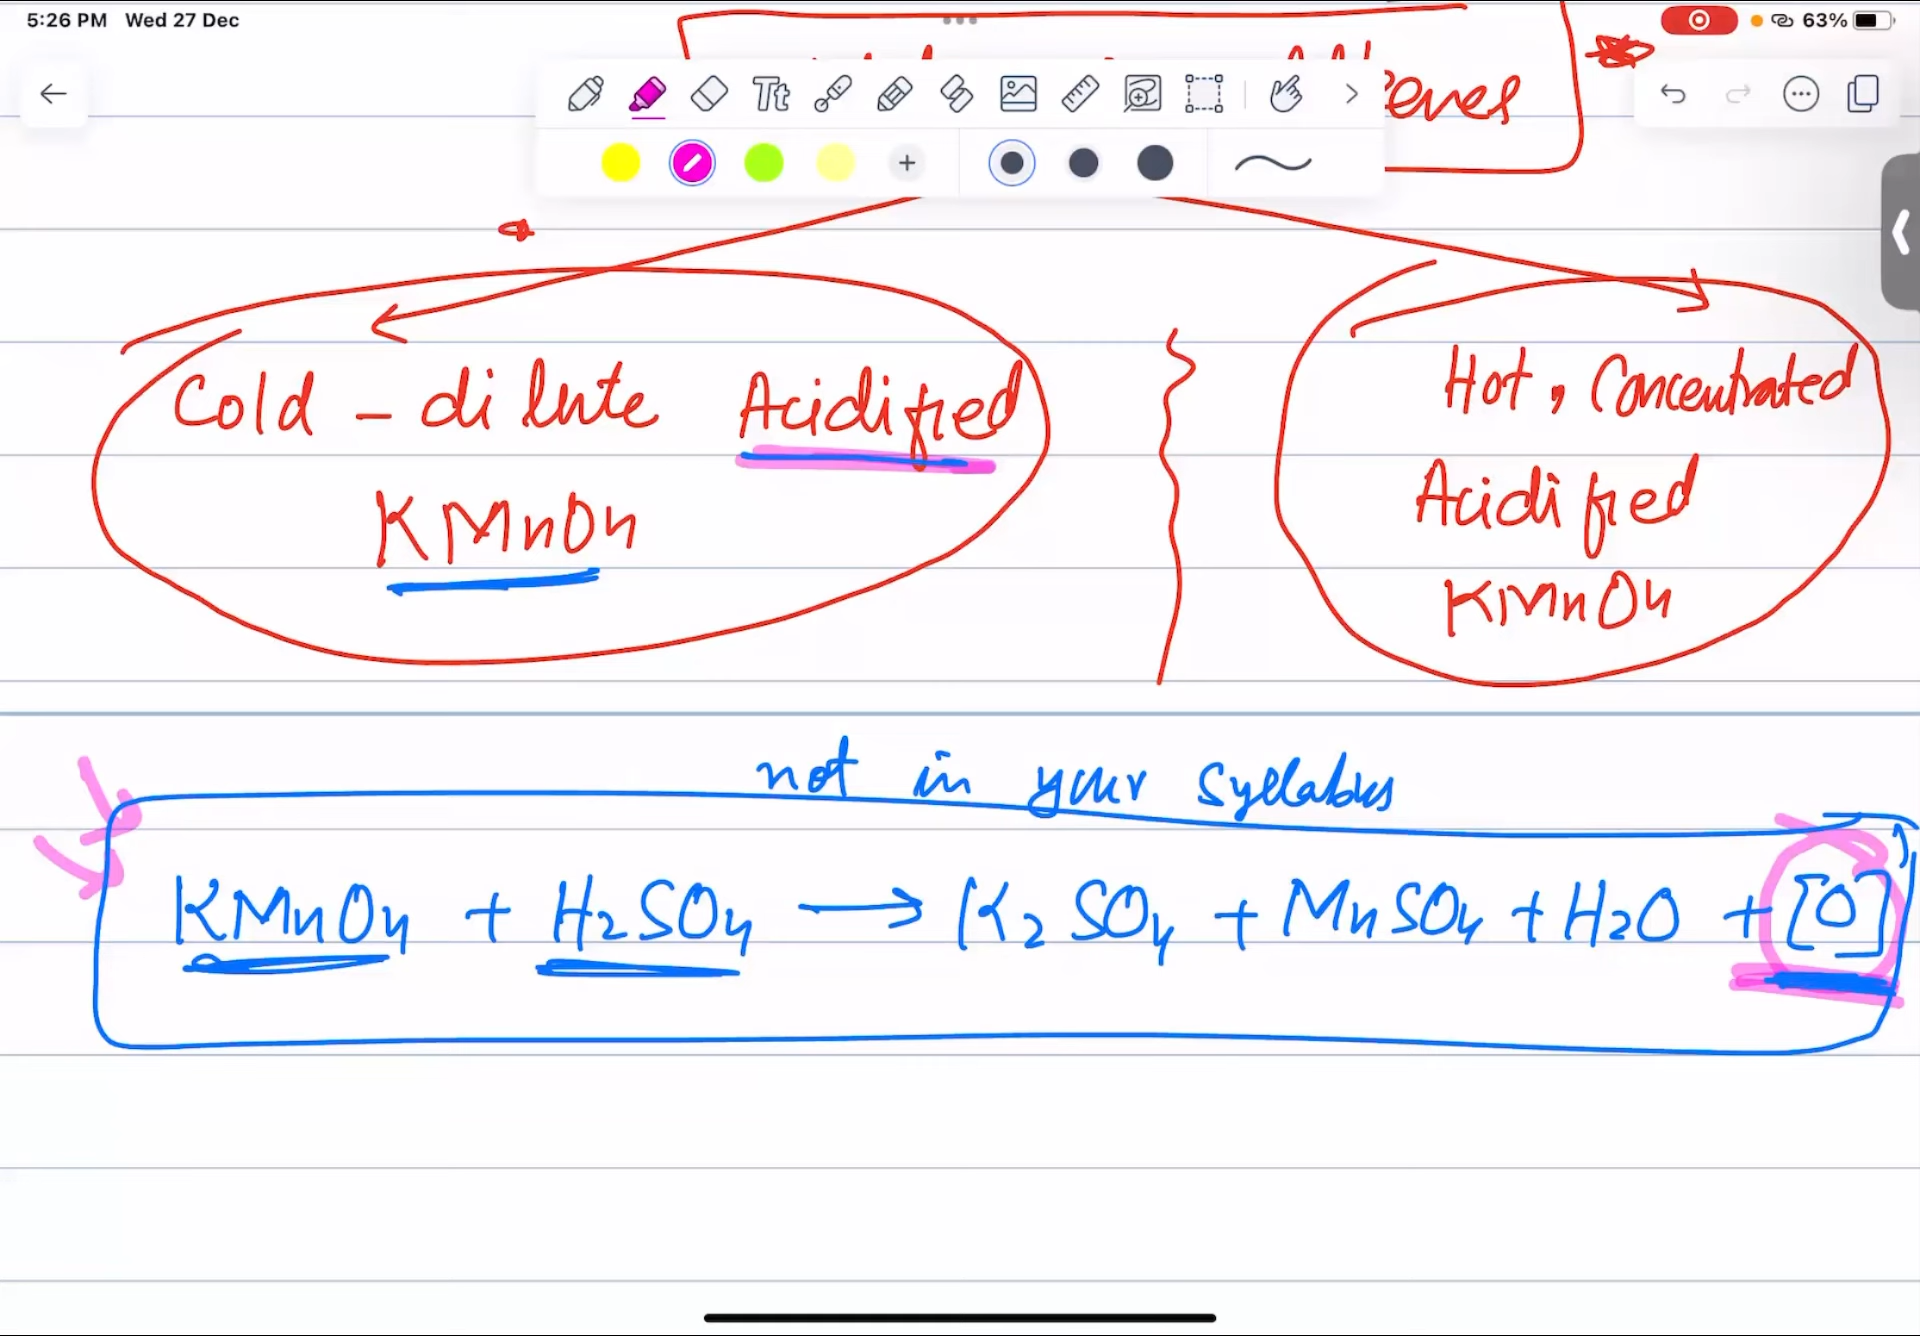 5:26 PM Wed 27 Dec
63%
Tt
Cold - dilute Acidified
KMnO4
Hot, Concentrated
Acidified
KMnO4
not in your syllabus
KMnO4 + H2SO4 → K2SO4 + MnSO4 + H2O + [O]